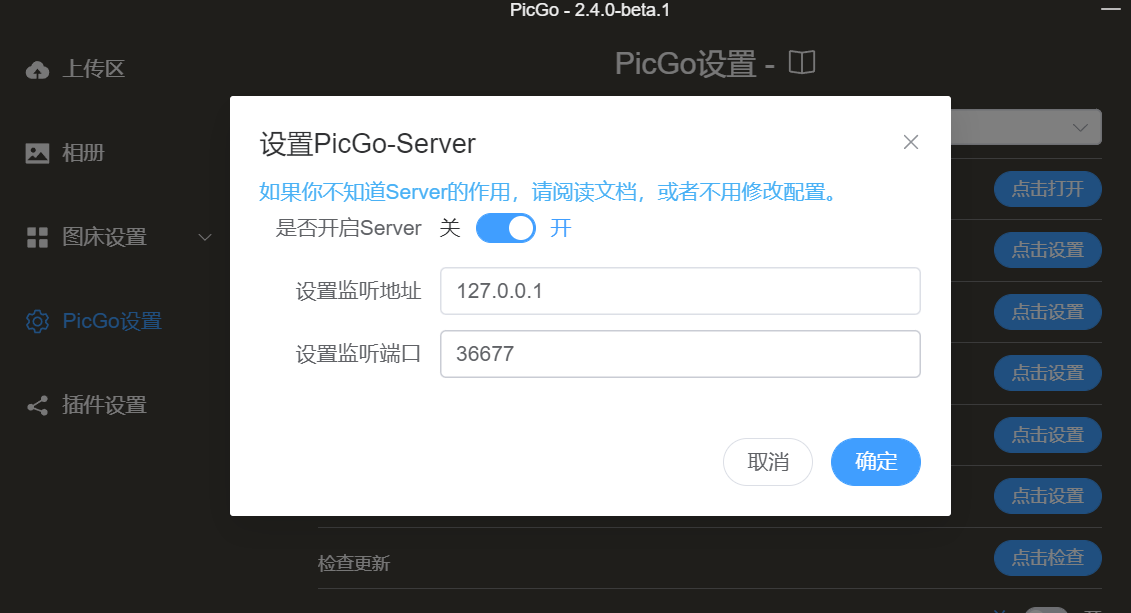 PicGo - 2.4.0-beta.1
上传区
相册
图床设置
PicGo设置
插件设置
PicGo设置 -
设置PicGo-Server
如果你不知道Server的作用，请阅读文档，或者不用修改配置。
是否开启Server 关 开
设置监听地址 127.0.0.1
设置监听端口 36677
取消 确定
点击打开
点击设置
点击设置
点击设置
点击设置
点击设置
检查更新 点击检查